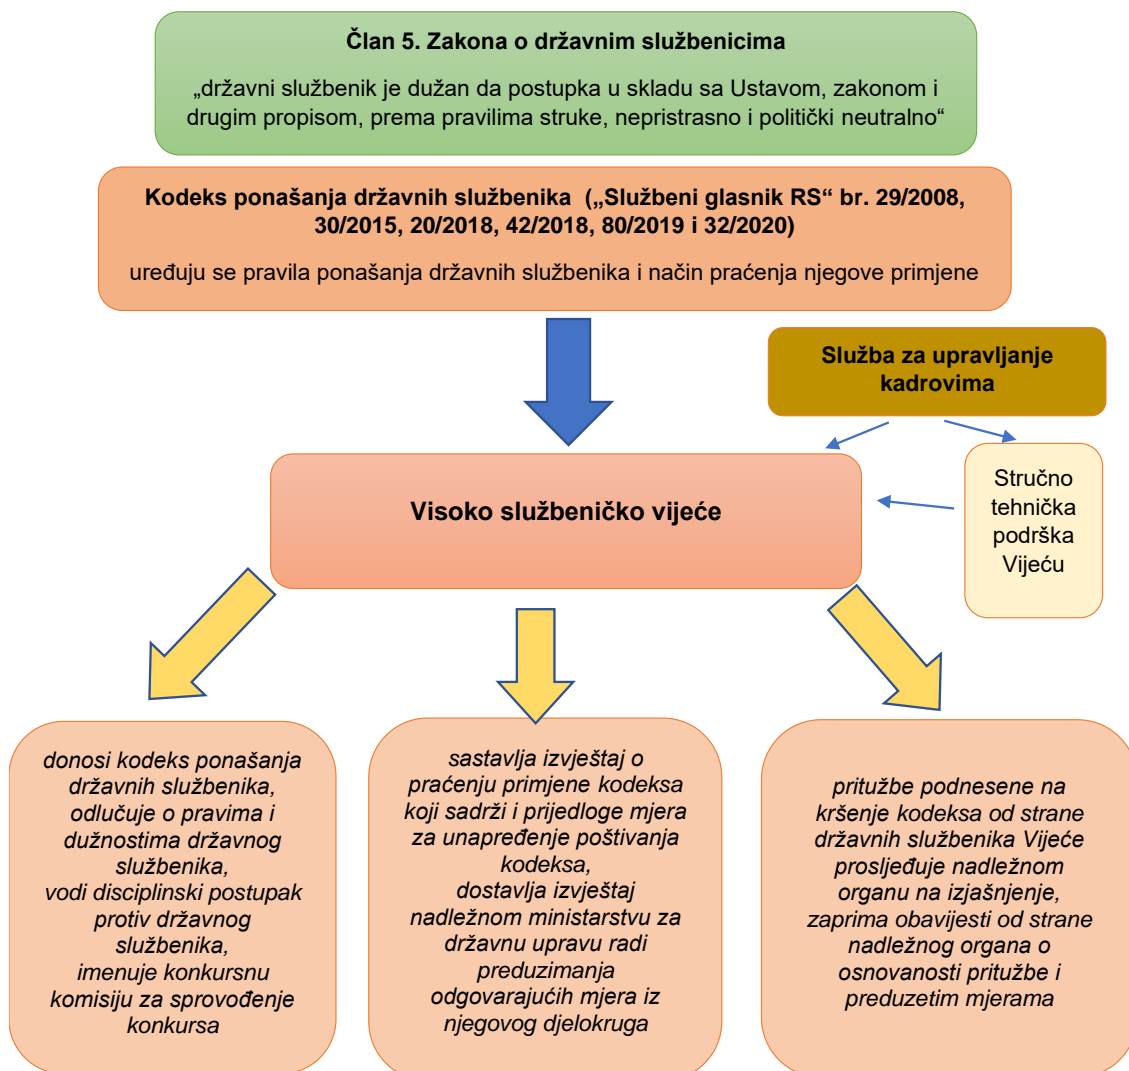 Član 5. Zakona o državnim službenicima
„državni službenik je dužan da postupka u skladu sa Ustavom, zakonom i
drugim propisom, prema pravilima struke, nepristrasno i politički neutralno“
Kodeks ponašanja državnih službenika („Službeni glasnik RS“ br. 29/2008,
30/2015, 20/2018, 42/2018, 80/2019 i 32/2020)
uređuju se pravila ponašanja državnih službenika i način praćenja njegove primjene
Služba za upravljanje
kadrovima
Stručno
tehnička
podrška
Vijeću
Visoko službeničko vijeće
donosi kodeks ponašanja
državnih službenika,
odlučuje o pravima i
dužnostima državnog
službenika,
vodi disciplinski postupak
protiv državnog
službenika,
imenuje konkursnu
komisiju za sprovođenje
konkursa
sastavlja izvještaj o
praćenju primjene kodeksa
koji sadrži i prijedloge mjera
za unapređenje poštivanja
kodeksa,
dostavlja izvještaj
nadležnom ministarstvu za
državnu upravu radi
preduzimanja
odgovarajućih mjera iz
njegovog djelokruga
pritužbe podnesene na
kršenje kodeksa od strane
državnih službenika Vijeće
prosljeđuje nadležnom
organu na izjašnjenje,
zaprima obavijesti od strane
nadležnog organa o
osnovanosti pritužbe i
preduzetim mjerama